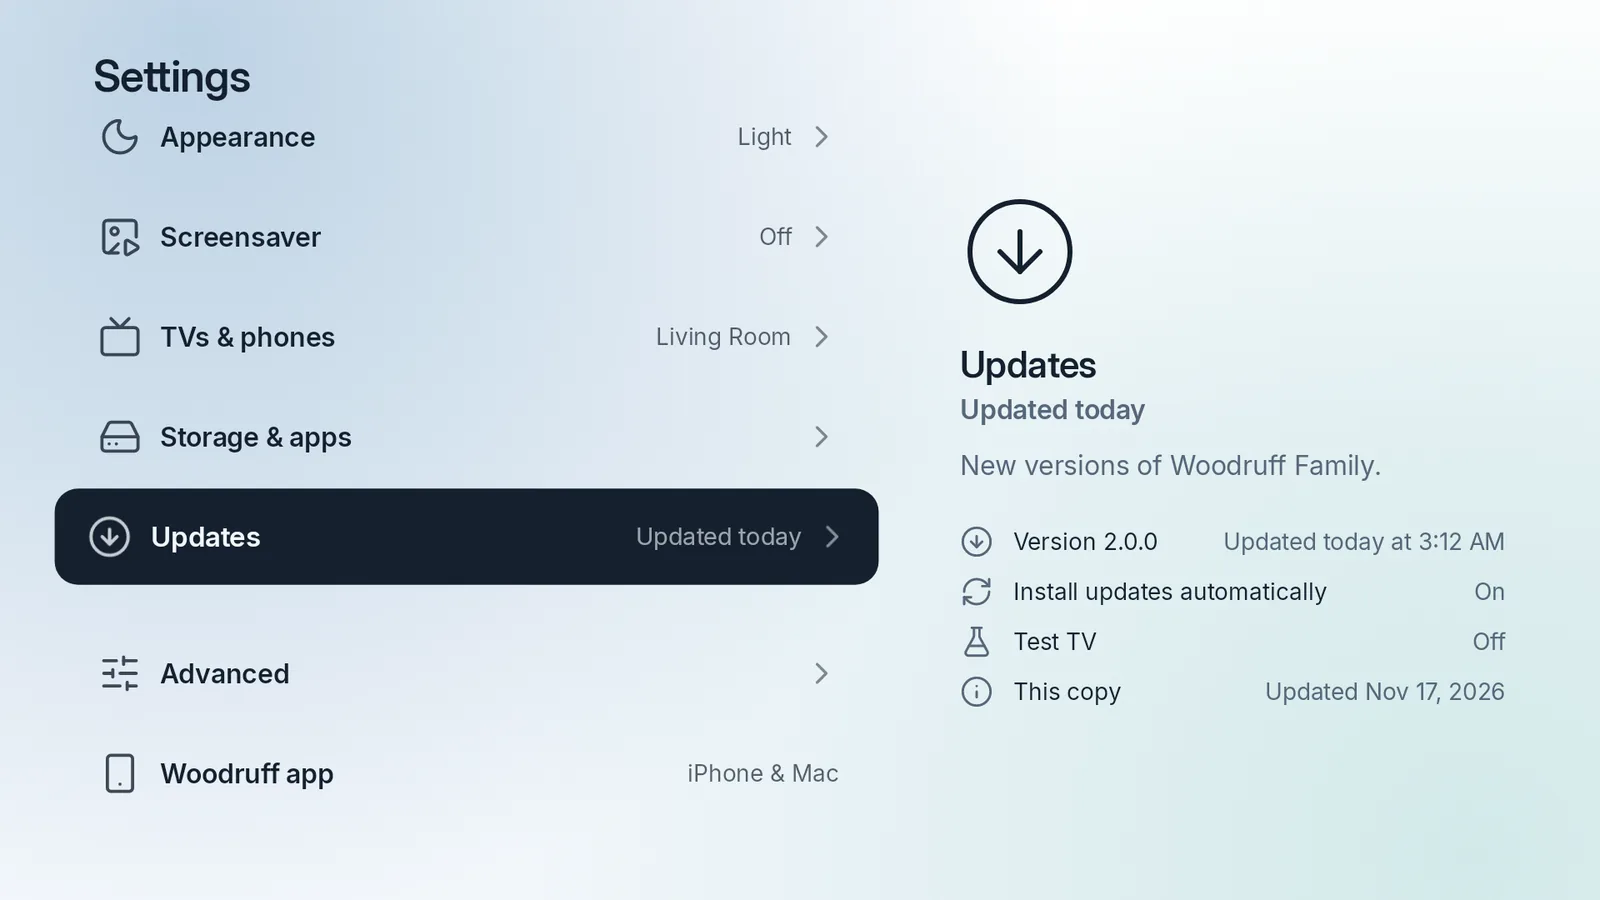 Settings
Appearance Light
Screensaver Off
TVs & phones Living Room
Storage & apps
Updates Updated today
Advanced
Woodruff app iPhone & Mac
Updates
Updated today
New versions of Woodruff Family.
Version 2.0.0 Updated today at 3:12 AM
Install updates automatically On
Test TV Off
This copy Updated Nov 17, 2026